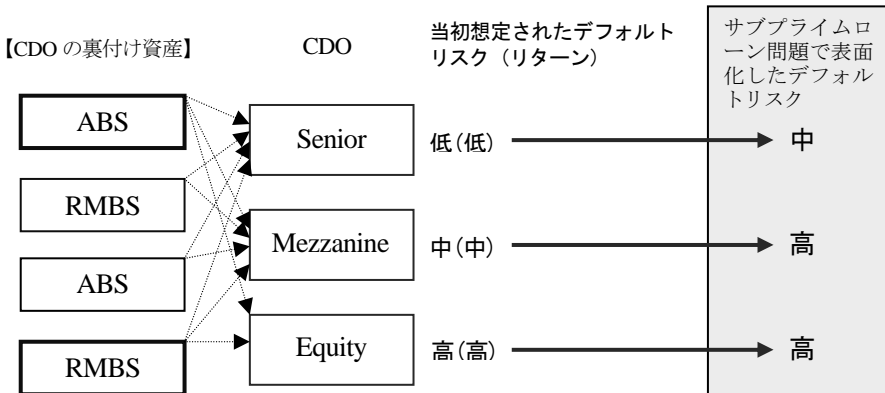 【CDO の裏付け資産】
CDO
当初想定されたデフォルト
リスク（リターン）
サブプライムロ
ーン問題で表面
化したデフォル
トリスク
ABS
RMBS
ABS
RMBS
Senior
低(低)
中
Mezzanine
中(中)
高
Equity
高(高)
高